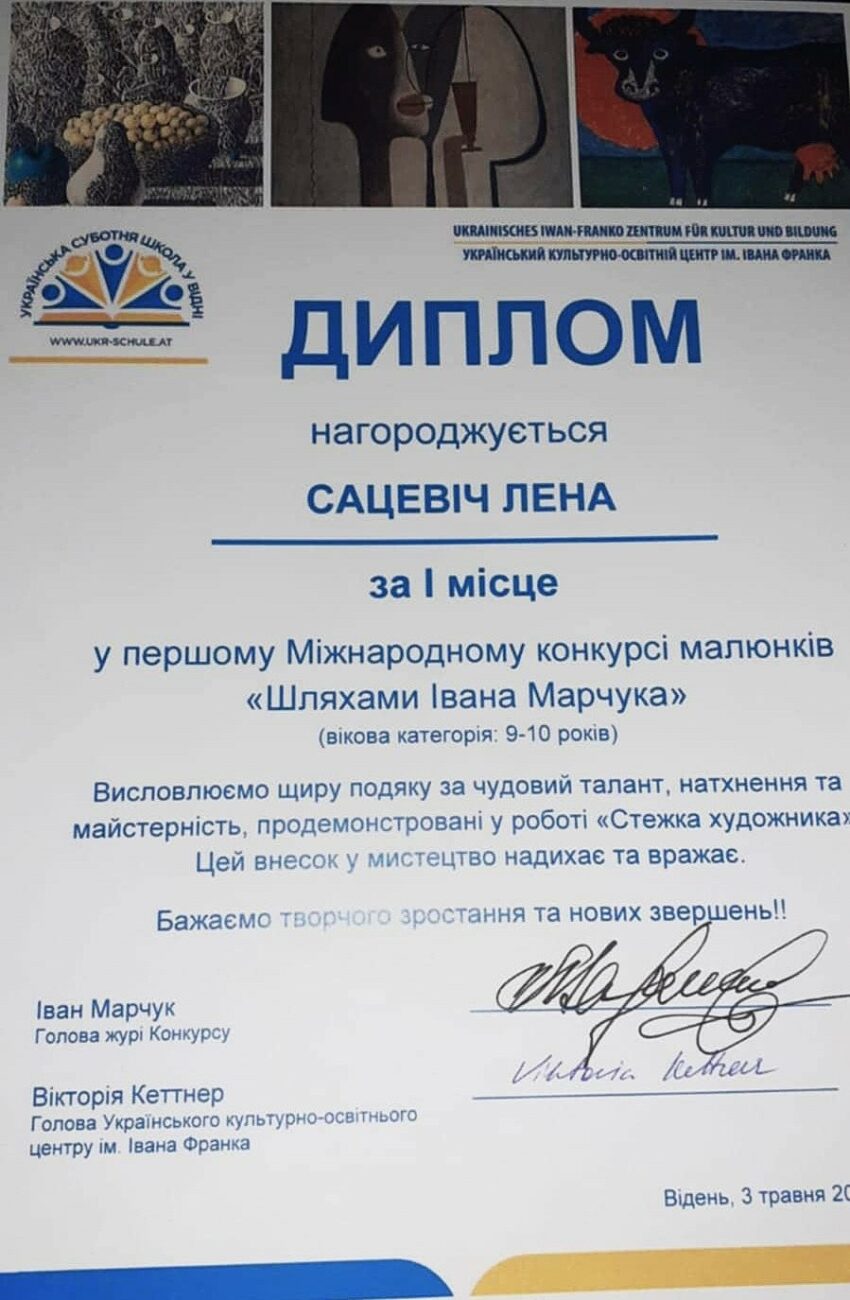 УКРАЇНСЬКА СУБОТНЯ ШКОЛА У ВІДНІ
WWW.UKR-SCHULE.AT
UKRAINISCHES IWAN-FRANKO ZENTRUM FÜR KULTUR UND BILDUNG
УКРАЇНСЬКИЙ КУЛЬТУРНО-ОСВІТНІЙ ЦЕНТР ІМ. ІВАНА ФРАНКА
ДИПЛОМ
нагороджується
САЦЕВІЧ ЛЕНА
за І місце
у першому Міжнародному конкурсі малюнків
«Шляхами Івана Марчука»
(вікова категорія: 9-10 років)
Висловлюємо щиру подяку за чудовий талант, натхнення та
майстерність, продемонстровані у роботі «Стежка художника»
Цей внесок у мистецтво надихає та вражає.
Бажаємо творчого зростання та нових звершень!!
Іван Марчук
Голова журі Конкурсу
Viktoria Kettner
Вікторія Кеттнер
Голова Українського культурно-освітнього
центру ім. Івана Франка
Відень, 3 травня 20